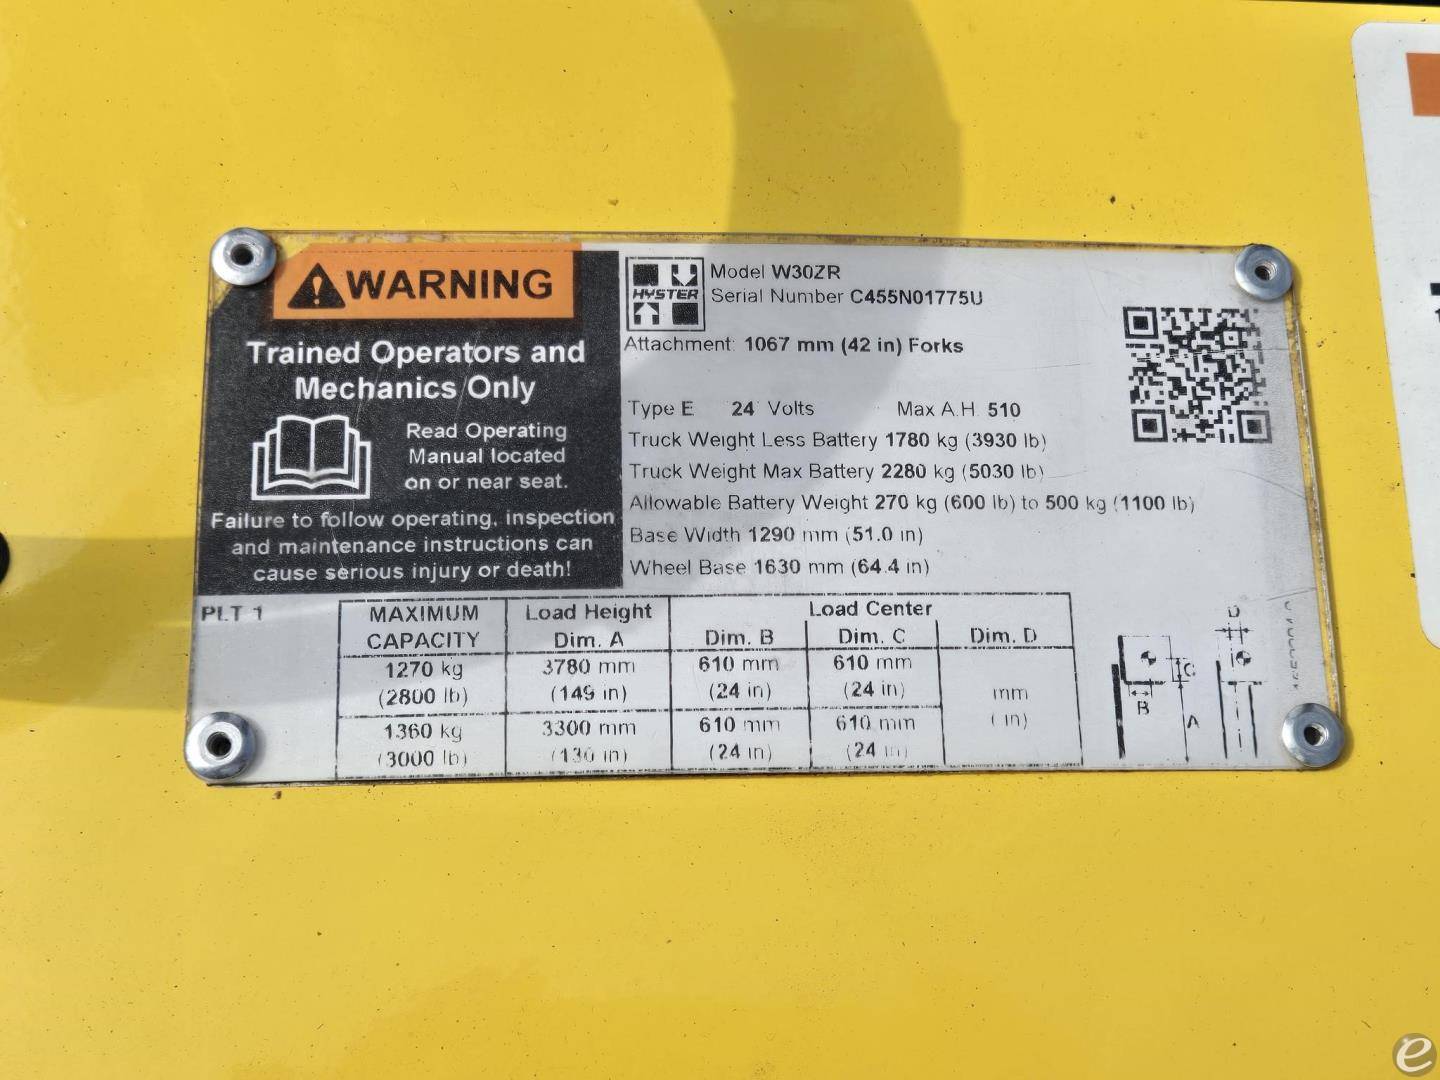 WARNING
Trained Operators and
Mechanics Only
Read Operating
Manual located
on or near seat.
Failure to follow operating, inspection
and maintenance instructions can
cause serious injury or death!
HYSTER
Model W30ZR
Serial Number C455N01775U
Attachment: 1067 mm (42 in) Forks
Type E 24 Volts Max A.H. 510
Truck Weight Less Battery 1780 kg (3930 lb)
Truck Weight Max Battery 2280 kg (5030 lb)
Allowable Battery Weight 270 kg (600 lb) to 500 kg (1100 lb)
Base Width 1290 mm (51.0 in)
Wheel Base 1630 mm (64.4 in)
PLT 1
MAXIMUM Load Height Load Center
CAPACITY Dim. A Dim. B Dim. C Dim. D
1270 kg 3780 mm 610 mm 610 mm
(2800 lb) (149 in) (24 in) (24 in) mm
1360 kg 3300 mm 610 mm 610 mm ( in)
(3000 lb) (130 in) (24 in) (24 in)
D
C
B
A
e